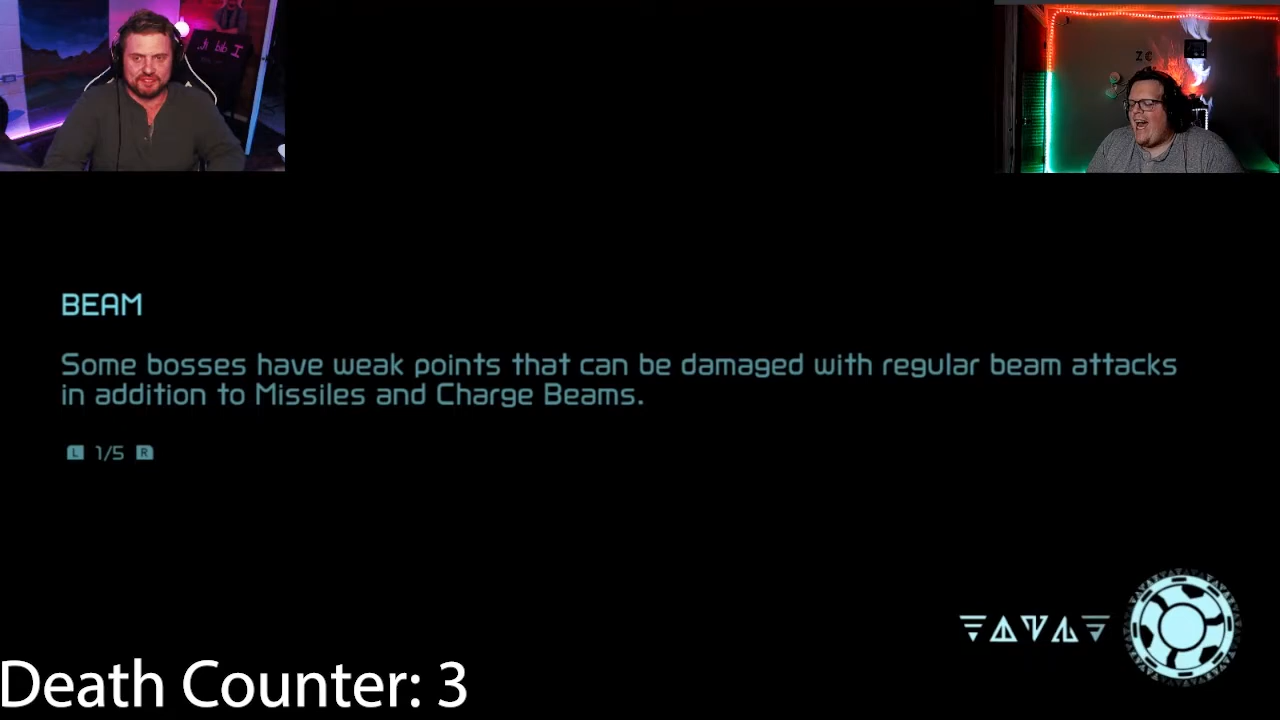 BEAM
Some bosses have weak points that can be damaged with regular beam attacks
in addition to Missiles and Charge Beams.
L 1/5 R
Death Counter: 3